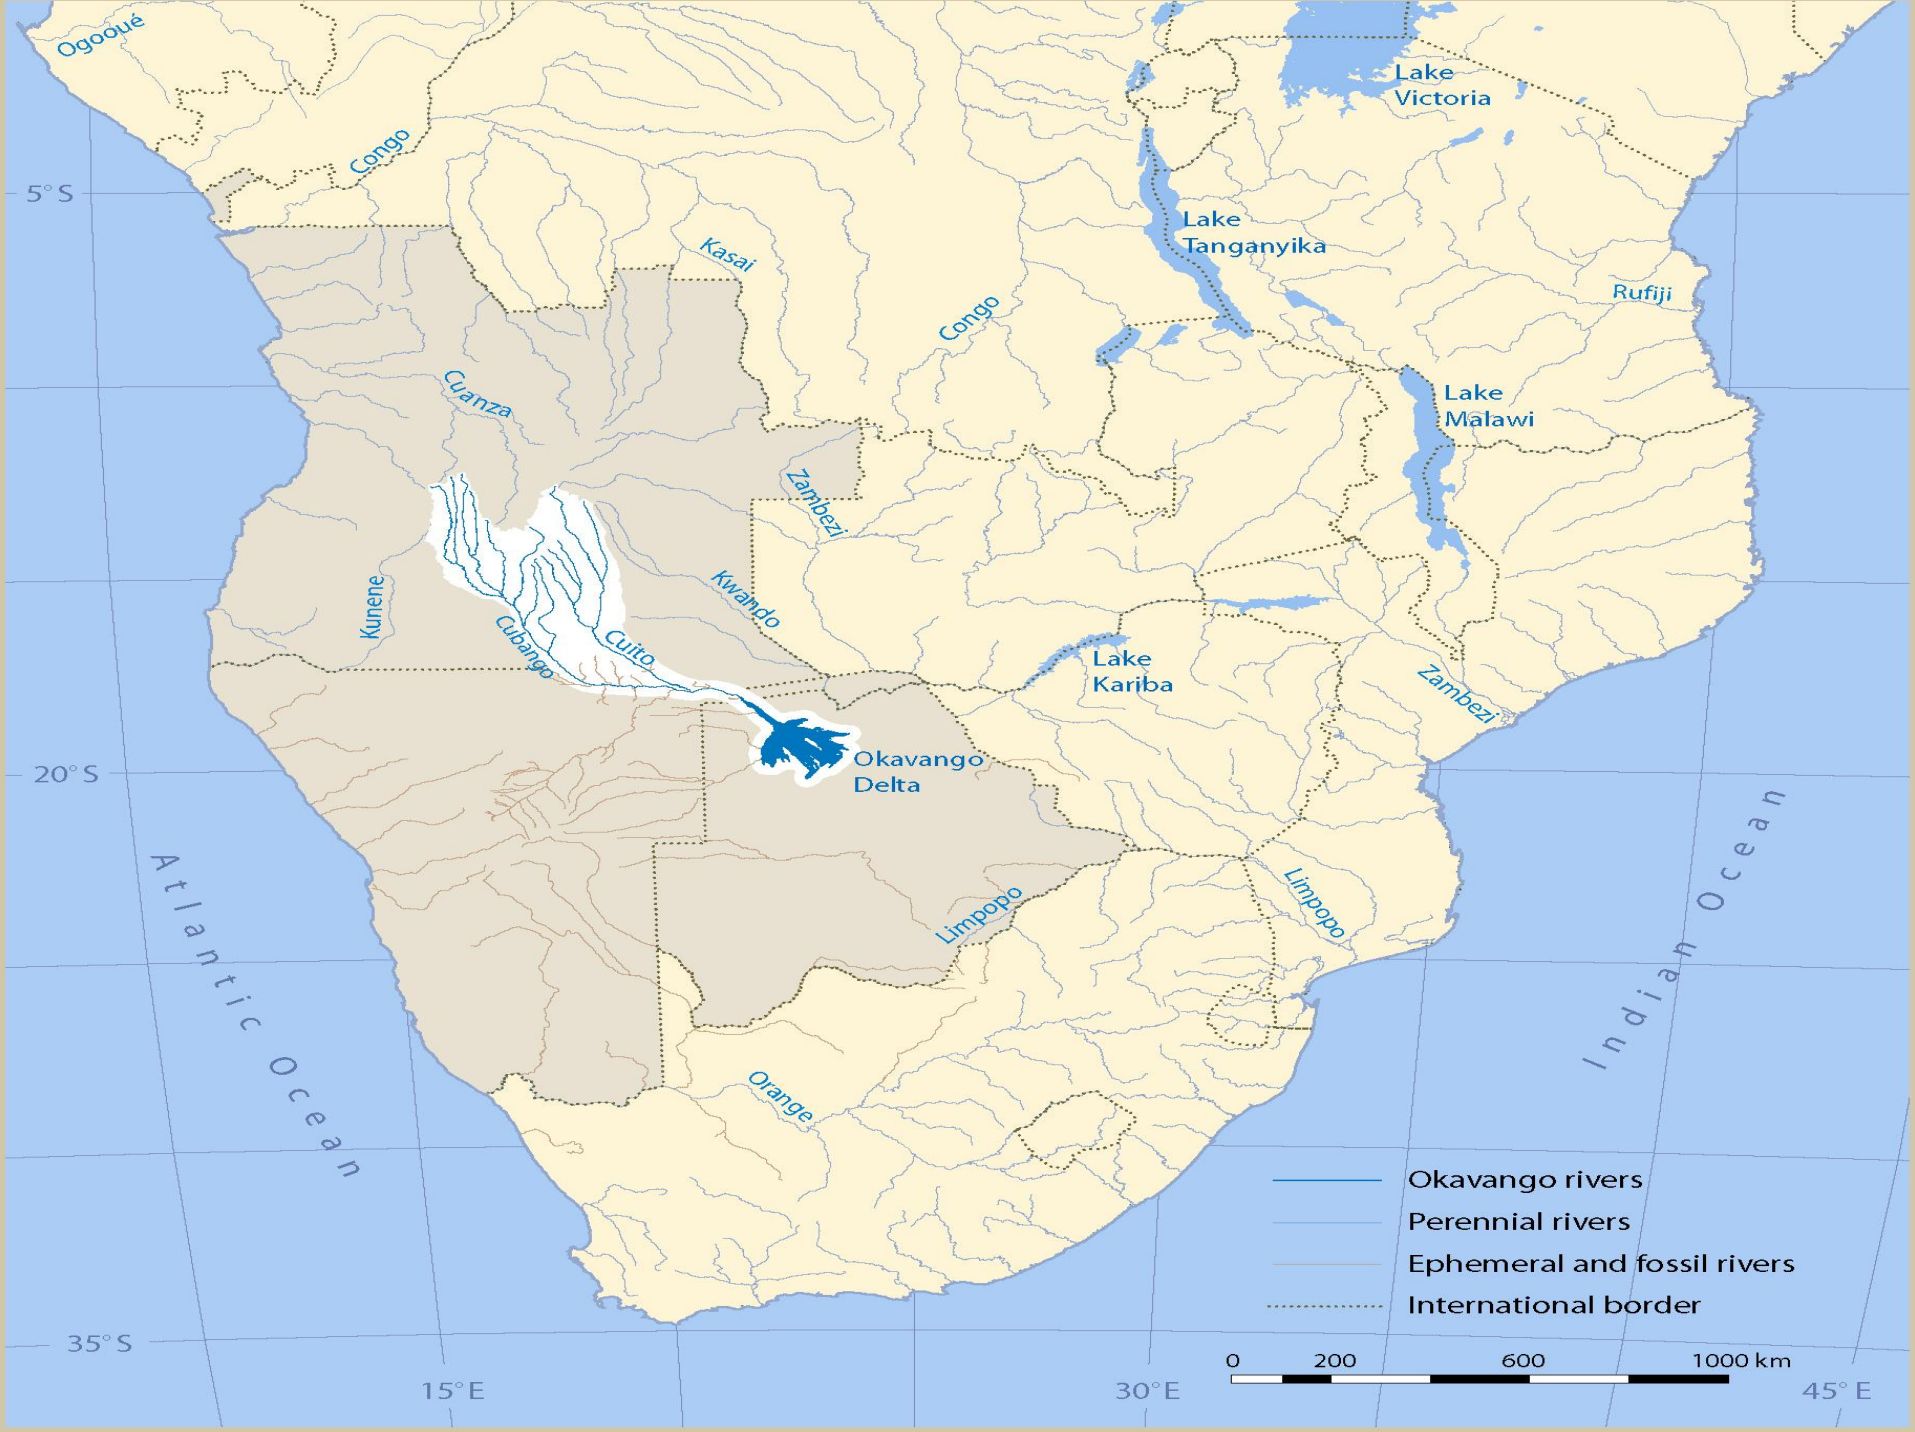 Ogooué
Lake
Victoria
Congo
5°S
Lake
Tanganyika
Kasai
Rufiji
Congo
Cuanza
Lake
Malawi
Zambezi
Kunene
Kwando
Cubango
Cuito
Lake
Kariba
Zambezi
Okavango
Delta
20°S
Atlantic Ocean
Indian Ocean
Limpopo
Limpopo
Orange
Okavango rivers
Perennial rivers
Ephemeral and fossil rivers
International border
35°S
0 200 600 1000 km
15°E 30°E 45°E